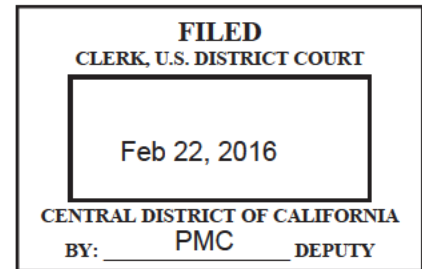 FILED
CLERK, U.S. DISTRICT COURT
Feb 22, 2016
CENTRAL DISTRICT OF CALIFORNIA
BY: PMC DEPUTY